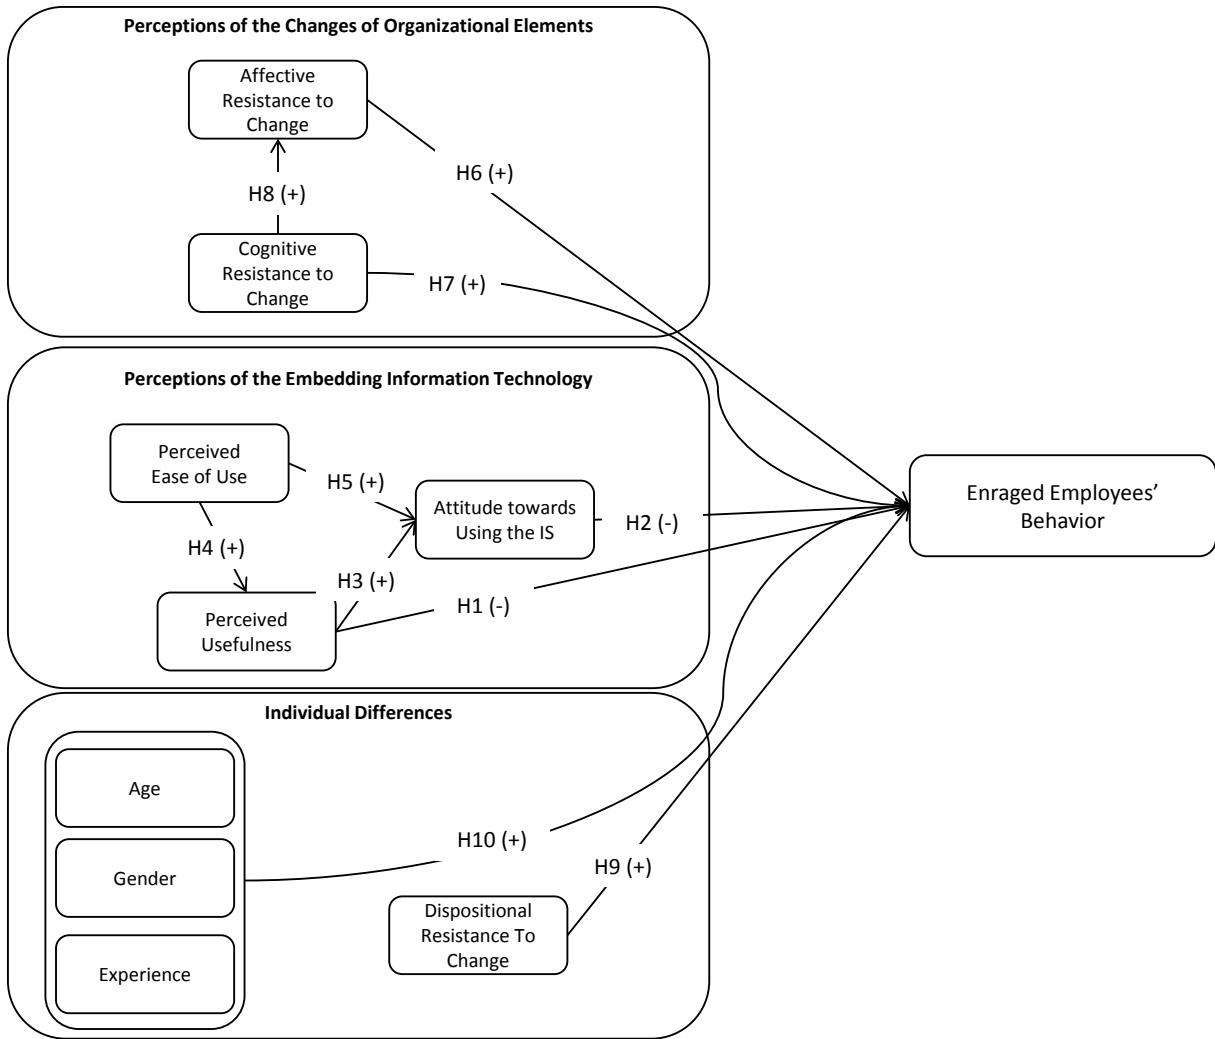 Perceptions of the Changes of Organizational Elements
Affective
Resistance to
Change
H6 (+)
H8 (+)
Cognitive
Resistance to
Change
H7 (+)
Perceptions of the Embedding Information Technology
Perceived
Ease of Use
H5 (+)
Attitude towards
Using the IS
H2 (-)
Enraged Employees’
Behavior
H4 (+)
H3 (+)
H1 (-)
Perceived
Usefulness
Individual Differences
Age
Gender
Experience
H10 (+)
H9 (+)
Dispositional
Resistance To
Change